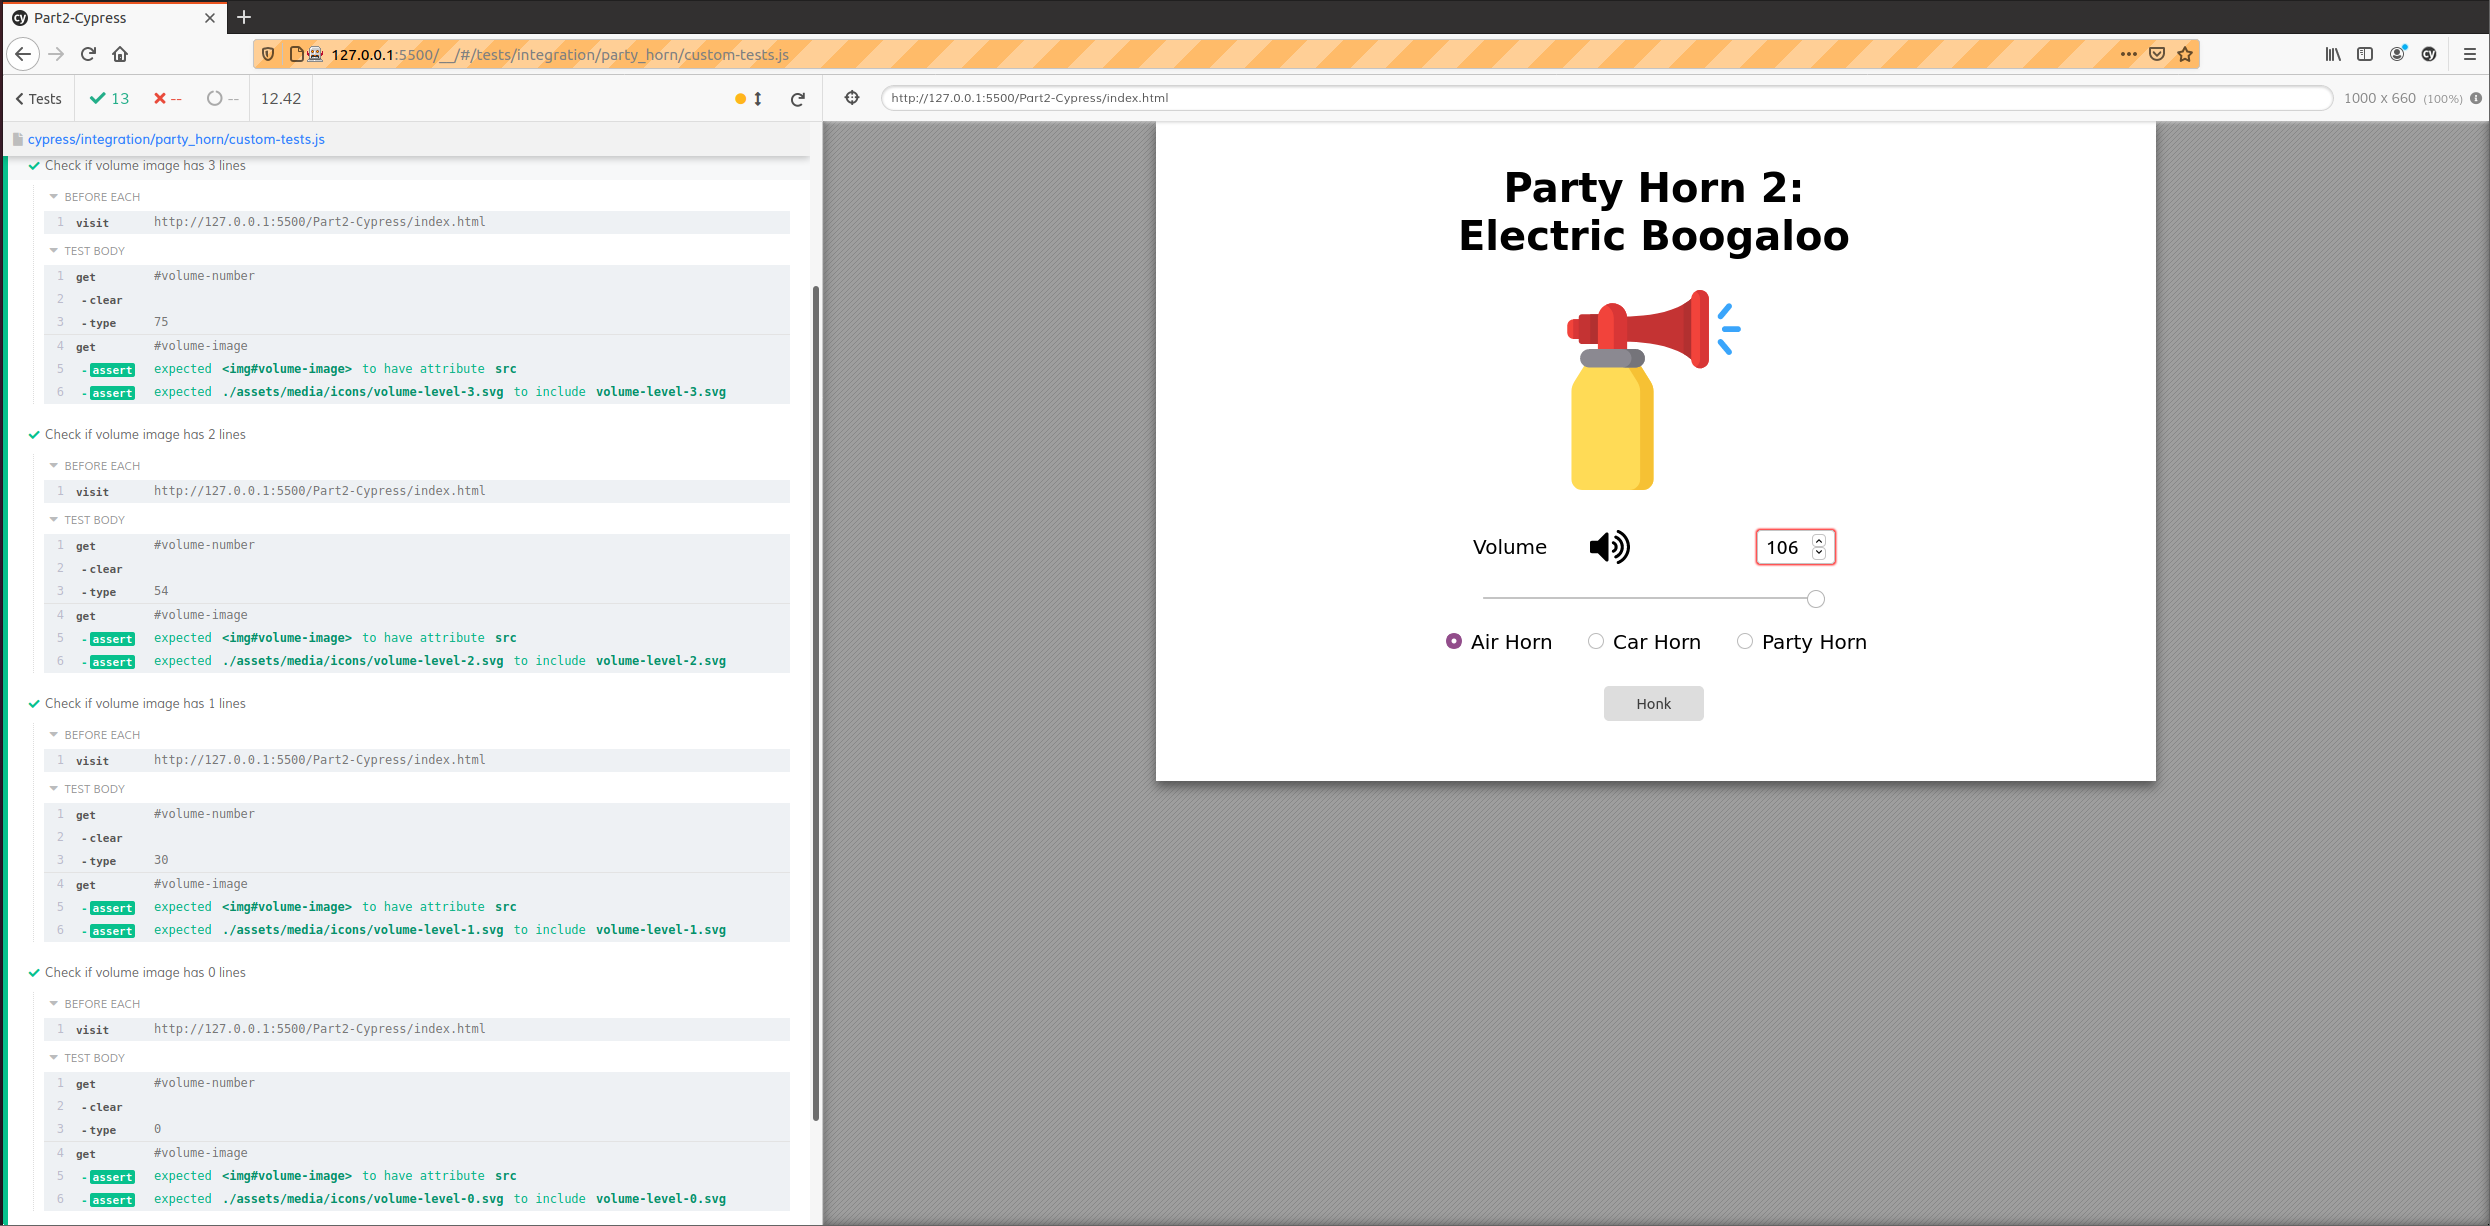 Part2-Cypress
127.0.0.1:5500/__/#/tests/integration/party_horn/custom-tests.js
Tests 13 -- -- 12.42
http://127.0.0.1:5500/Part2-Cypress/index.html 1000 x 660 (100%)
cypress/integration/party_horn/custom-tests.js
Check if volume image has 3 lines
BEFORE EACH
1 visit http://127.0.0.1:5500/Part2-Cypress/index.html
TEST BODY
1 get #volume-number
2 -clear
3 -type 75
4 get #volume-image
5 -assert expected <img#volume-image> to have attribute src
6 -assert expected ./assets/media/icons/volume-level-3.svg to include volume-level-3.svg
Check if volume image has 2 lines
BEFORE EACH
1 visit http://127.0.0.1:5500/Part2-Cypress/index.html
TEST BODY
1 get #volume-number
2 -clear
3 -type 54
4 get #volume-image
5 -assert expected <img#volume-image> to have attribute src
6 -assert expected ./assets/media/icons/volume-level-2.svg to include volume-level-2.svg
Check if volume image has 1 lines
BEFORE EACH
1 visit http://127.0.0.1:5500/Part2-Cypress/index.html
TEST BODY
1 get #volume-number
2 -clear
3 -type 30
4 get #volume-image
5 -assert expected <img#volume-image> to have attribute src
6 -assert expected ./assets/media/icons/volume-level-1.svg to include volume-level-1.svg
Check if volume image has 0 lines
BEFORE EACH
1 visit http://127.0.0.1:5500/Part2-Cypress/index.html
TEST BODY
1 get #volume-number
2 -clear
3 -type 0
4 get #volume-image
5 -assert expected <img#volume-image> to have attribute src
6 -assert expected ./assets/media/icons/volume-level-0.svg to include volume-level-0.svg
Party Horn 2:
Electric Boogaloo
Volume 106
Air Horn Car Horn Party Horn
Honk